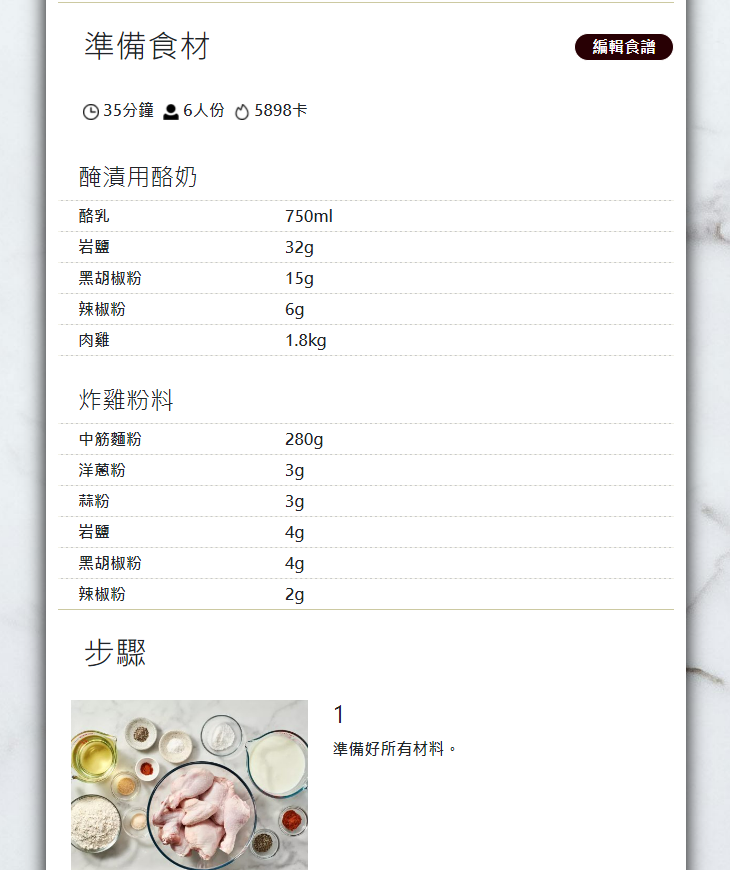 準備食材
編輯食譜
35分鐘 6人份 5898卡
醃漬用酪奶
酪乳 750ml
岩鹽 32g
黑胡椒粉 15g
辣椒粉 6g
肉雞 1.8kg
炸雞粉料
中筋麵粉 280g
洋蔥粉 3g
蒜粉 3g
岩鹽 4g
黑胡椒粉 4g
辣椒粉 2g
步驟
1
準備好所有材料。